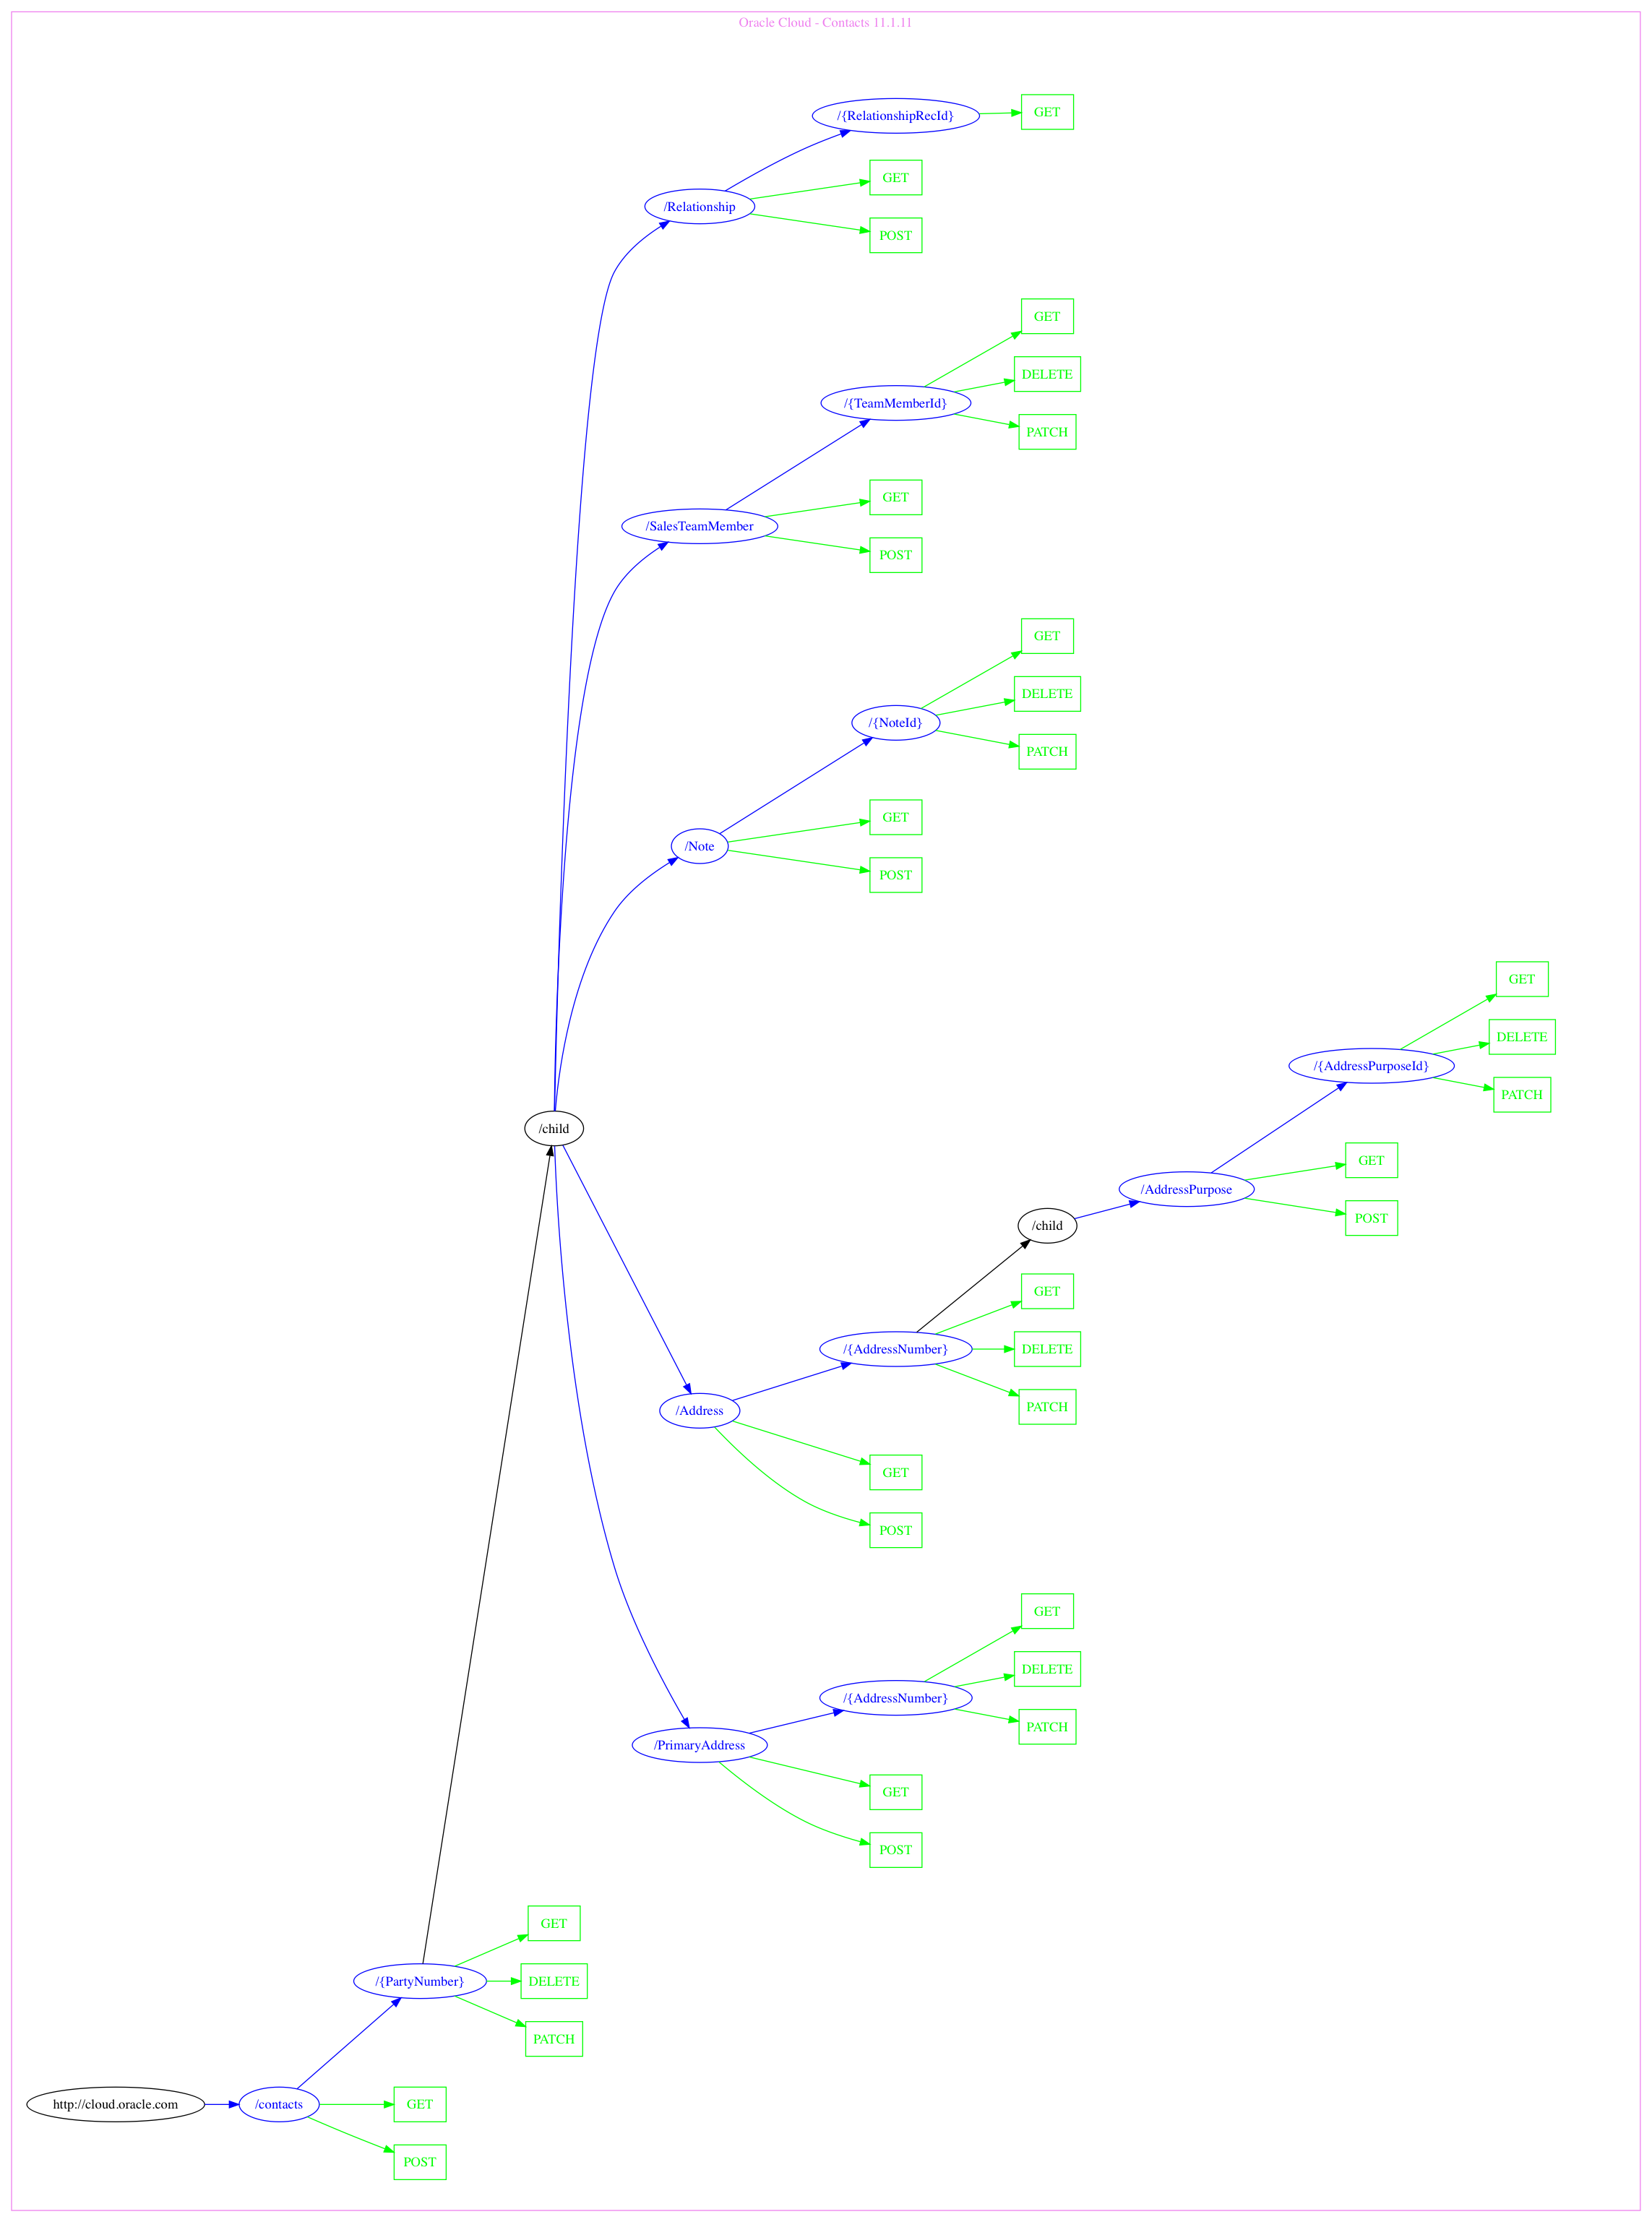 Oracle Cloud - Contacts 11.1.11
/{RelationshipRecId}
GET
/Relationship
GET
POST
/{TeamMemberId}
GET
DELETE
PATCH
/SalesTeamMember
GET
POST
/{NoteId}
GET
DELETE
PATCH
/Note
GET
POST
/child
/{AddressPurposeId}
GET
DELETE
PATCH
/AddressPurpose
GET
POST
/child
/{AddressNumber}
GET
DELETE
PATCH
/Address
GET
POST
/{AddressNumber}
GET
DELETE
PATCH
/PrimaryAddress
GET
POST
/{PartyNumber}
GET
DELETE
PATCH
http://cloud.oracle.com
/contacts
GET
POST